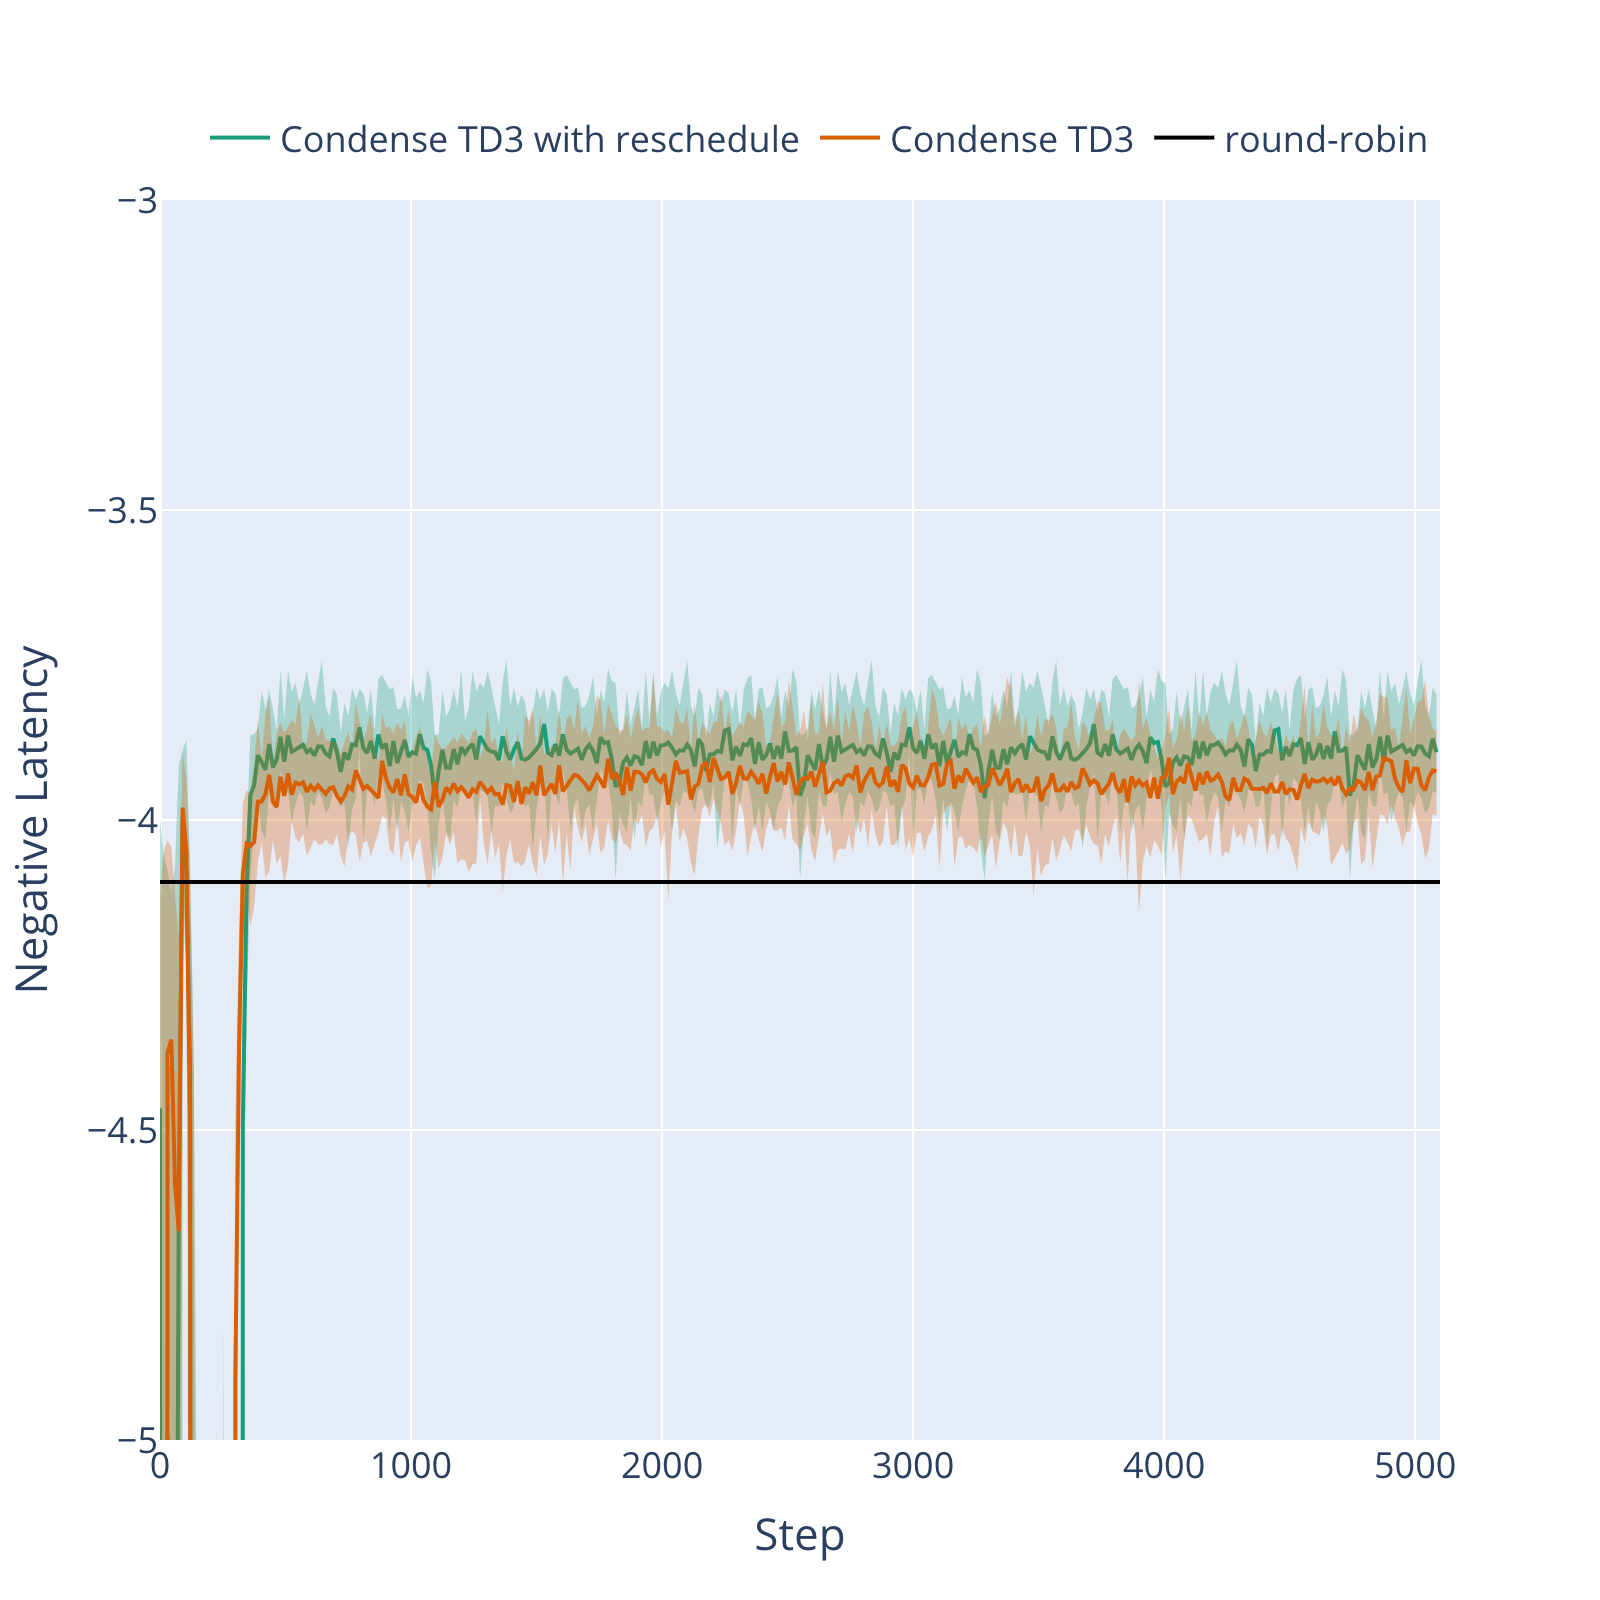 Condense TD3 with reschedule Condense TD3 round-robin
−3
−3.5
−4
−4.5
−5
Negative Latency
0 1000 2000 3000 4000 5000
Step